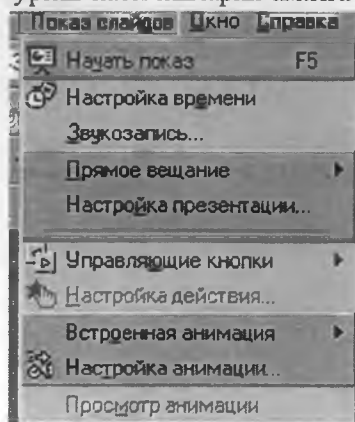 Показ слайдов Окно Справка
Начать показ F5
Настройка времени
Звукозапись...
Прямое вещание
Настройка презентации...
Управляющие кнопки
Настройка действия...
Встроенная анимация
Настройка анимации...
Просмотр анимации